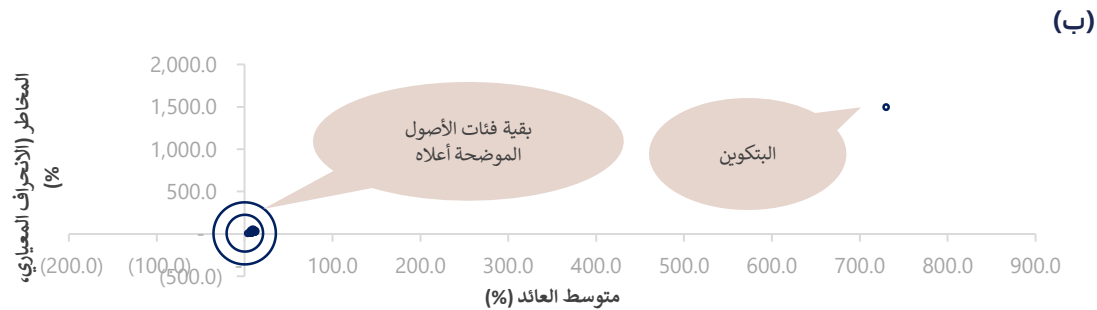 (ب)
المخاطر (الانحراف المعياري، %)
2,000.0
1,500.0
1,000.0
500.0
-
(500.0)
بقية فئات الأصول
الموضحة أعلاه
البتكوين
(200.0) (100.0) - 100.0 200.0 300.0 400.0 500.0 600.0 700.0 800.0 900.0
متوسط العائد (%)